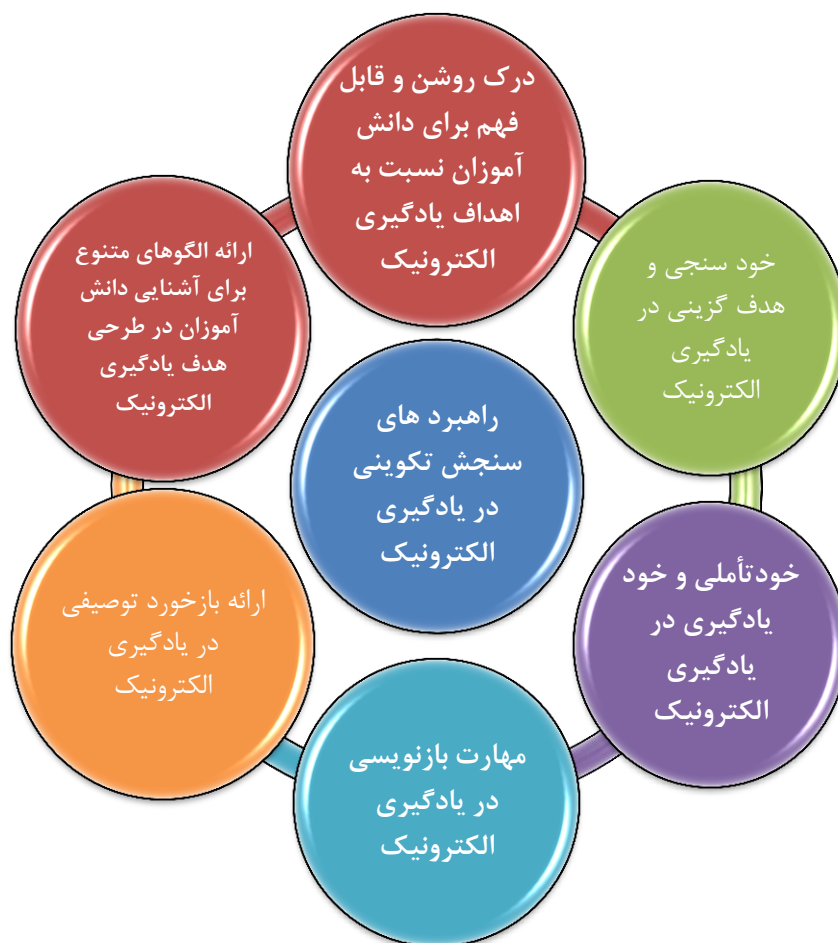 درک روشن و قابل
فهم برای دانش
آموزان نسبت به
اهداف یادگیری
الکترونیک
خود سنجی و
هدف گزینی در
یادگیری
الکترونیک
خودتأملی و خود
یادگیری در
یادگیری
الکترونیک
مهارت بازنویسی
در یادگیری
الکترونیک
ارائه بازخورد توصیفی
در یادگیری
الکترونیک
ارائه الگوهای متنوع
برای آشنایی دانش
آموزان در طرحی
هدف یادگیری
الکترونیک
راهبرد های
سنجش تکوینی
در یادگیری
الکترونیک